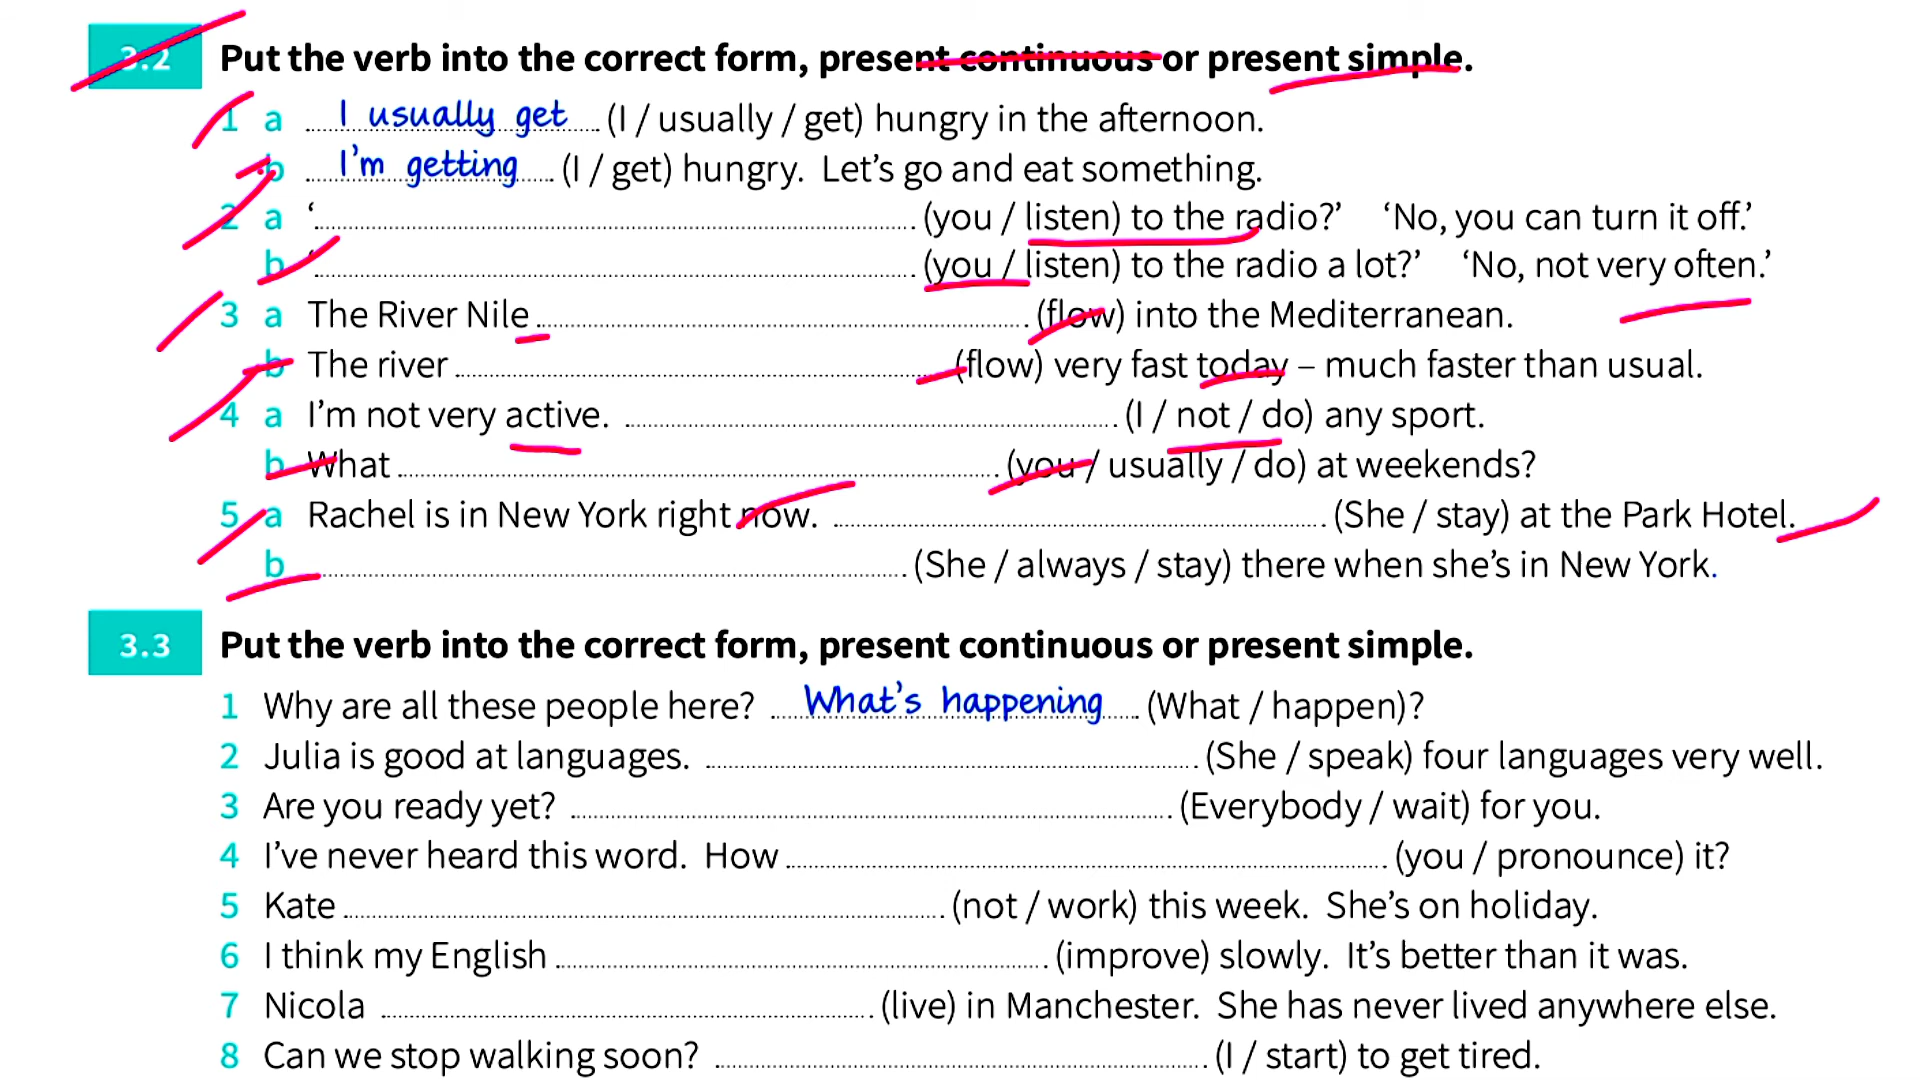 3.2 Put the verb into the correct form, present continuous or present simple.
1 a I usually get (I / usually / get) hungry in the afternoon.
b I'm getting (I / get) hungry. Let's go and eat something.
2 a ‘ (you / listen) to the radio?’ ‘No, you can turn it off.’
b ‘ (you / listen) to the radio a lot?’ ‘No, not very often.’
3 a The River Nile (flow) into the Mediterranean.
b The river (flow) very fast today – much faster than usual.
4 a I’m not very active. (I / not / do) any sport.
b What (you / usually / do) at weekends?
5 a Rachel is in New York right now. (She / stay) at the Park Hotel.
b (She / always / stay) there when she’s in New York.
3.3 Put the verb into the correct form, present continuous or present simple.
1 Why are all these people here? What's happening (What / happen)?
2 Julia is good at languages. (She / speak) four languages very well.
3 Are you ready yet? (Everybody / wait) for you.
4 I’ve never heard this word. How (you / pronounce) it?
5 Kate (not / work) this week. She’s on holiday.
6 I think my English (improve) slowly. It’s better than it was.
7 Nicola (live) in Manchester. She has never lived anywhere else.
8 Can we stop walking soon? (I / start) to get tired.